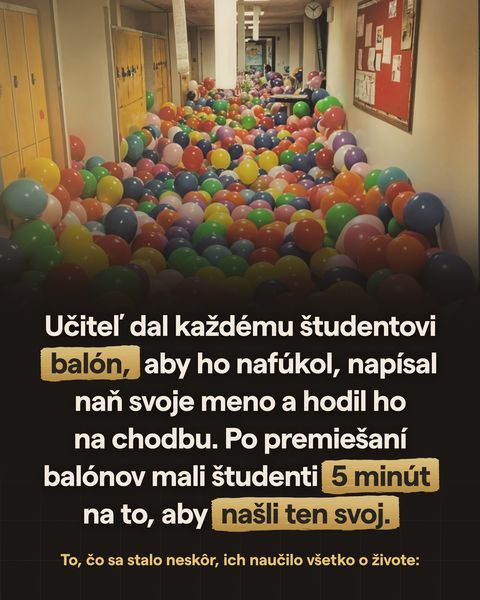 Učiteľ dal každému študentovi
balón, aby ho nafúkol, napísal
naň svoje meno a hodil ho
na chodbu. Po premiešaní
balónov mali študenti 5 minút
na to, aby našli ten svoj.
To, čo sa stalo neskôr, ich naučilo všetko o živote: